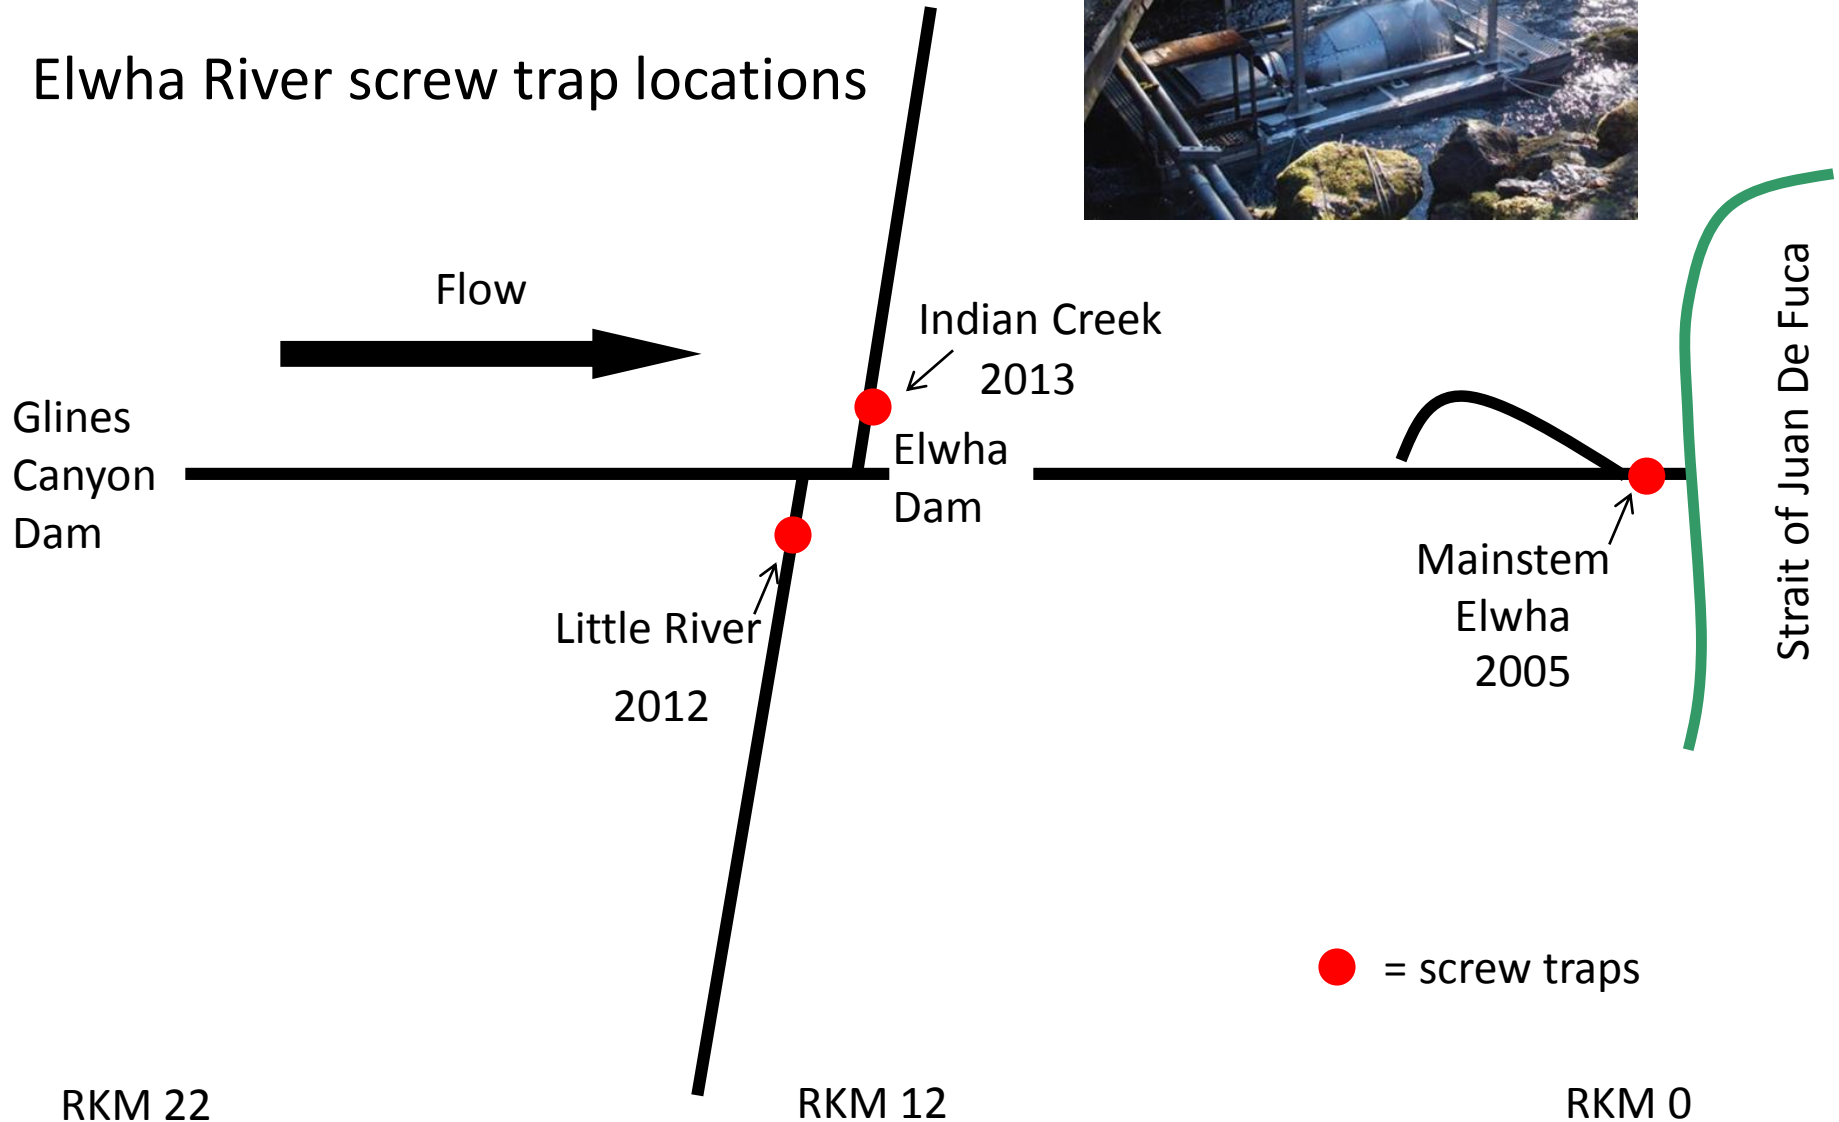 Elwha River screw trap locations
Flow
Indian Creek
2013
Glines
Canyon
Dam
Elwha
Dam
Strait of Juan De Fuca
Little River
2012
Mainstem
Elwha
2005
= screw traps
RKM 22
RKM 12
RKM 0